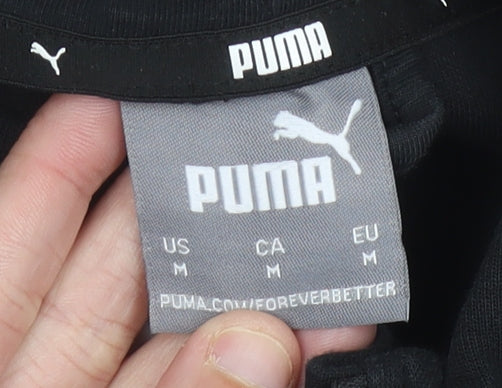 PUMA
PUMA
US CA EU
M M M
PUMA.COM/FOREVERBETTER